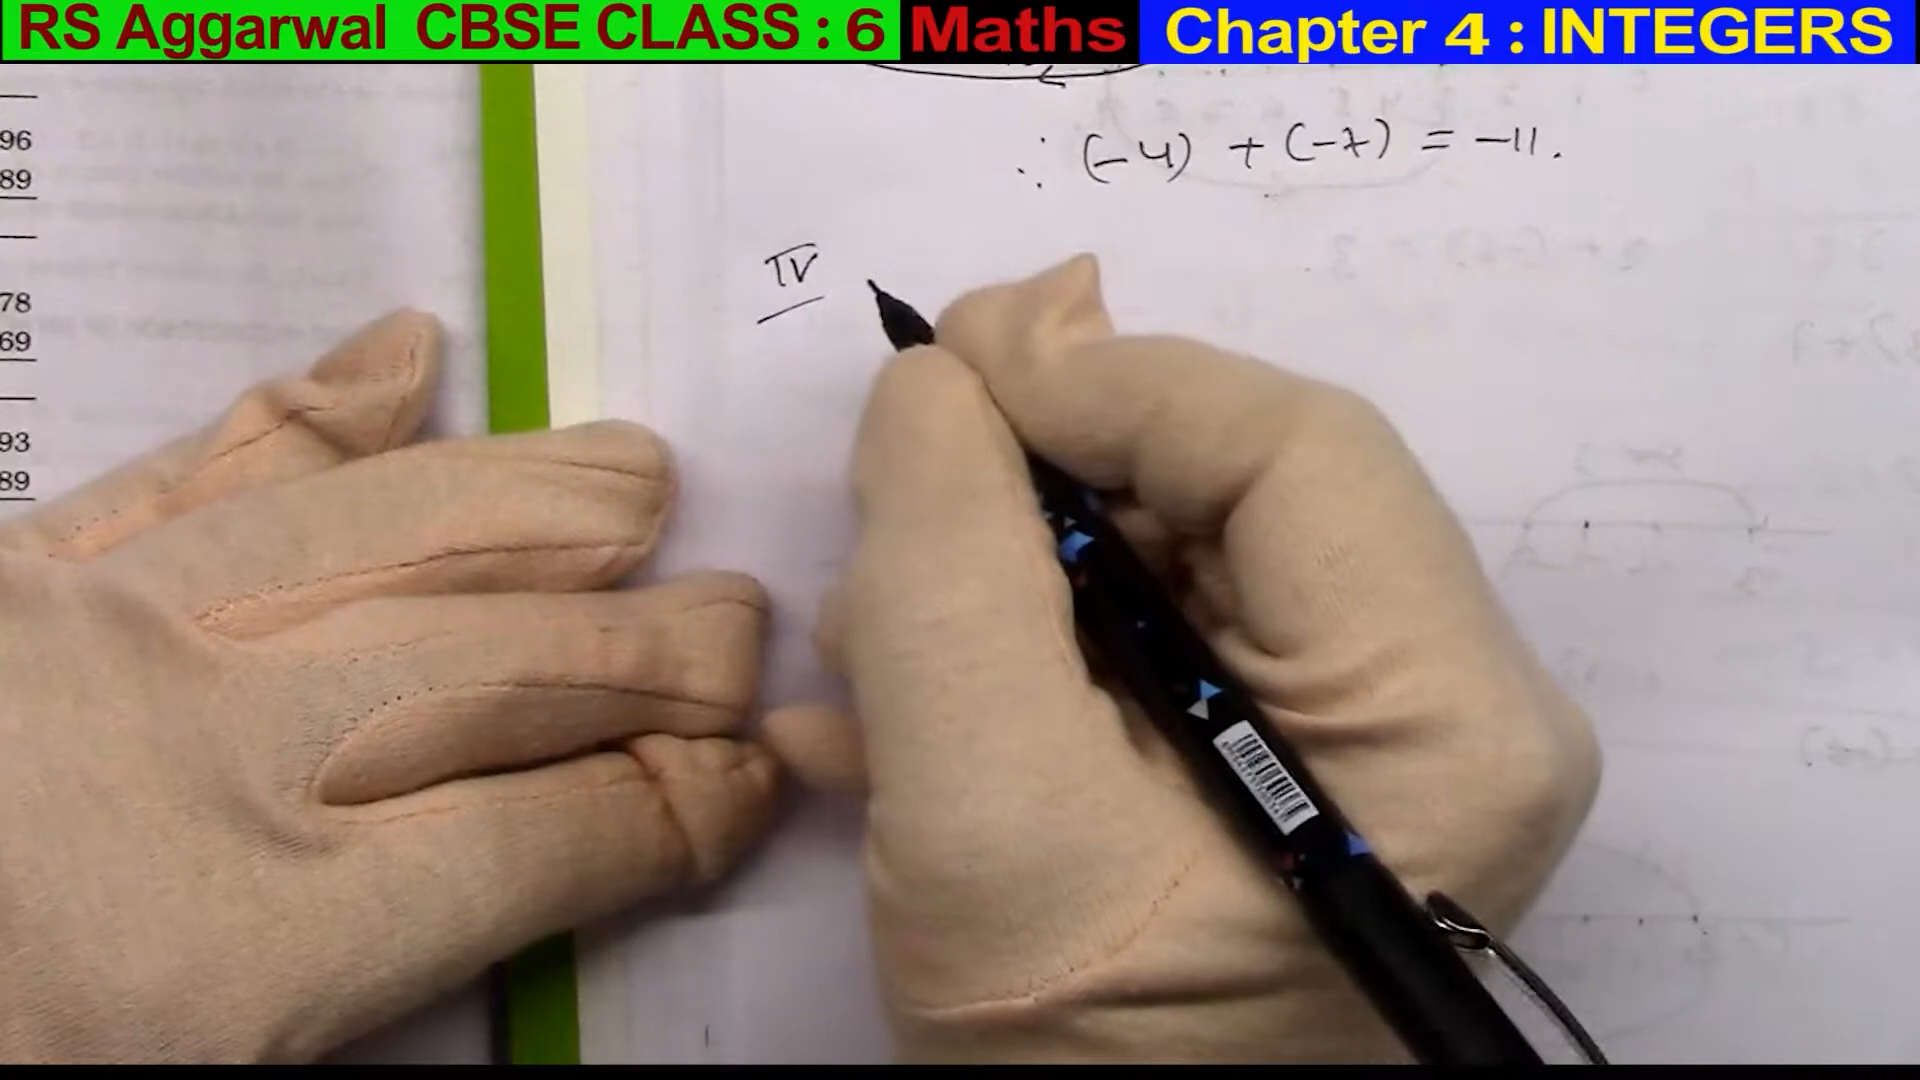 RS Aggarwal CBSE CLASS : 6 Maths Chapter 4 : INTEGERS
∴ (-4) + (-7) = -11.
IV
96
89
78
69
93
89